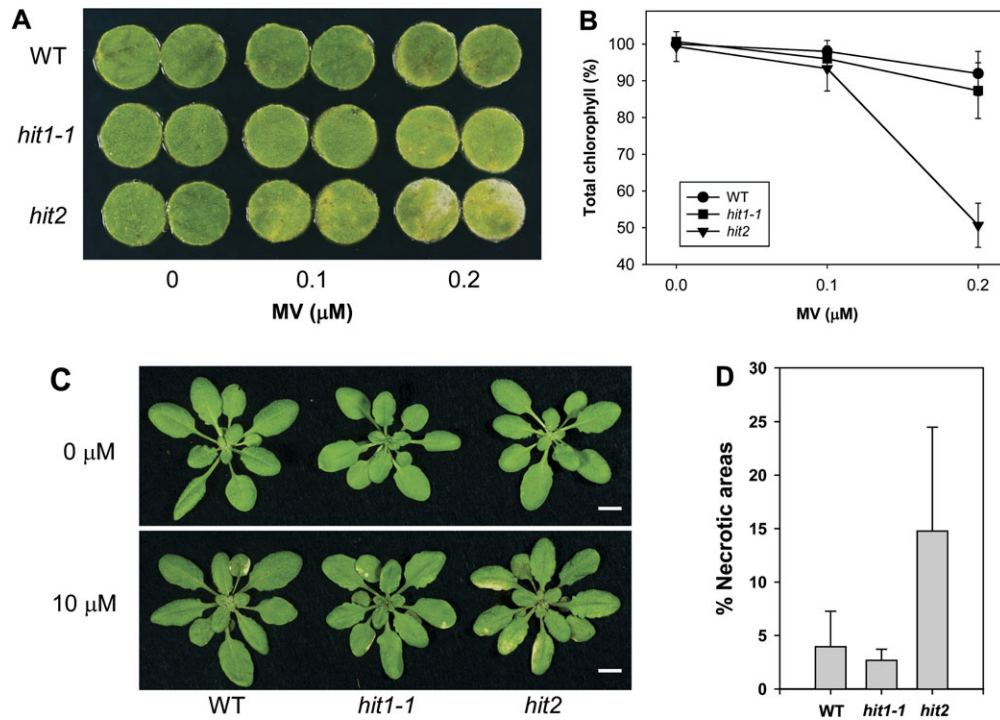 A
WT
hit1-1
hit2
0 0.1 0.2
MV (μM)
B
Total chlorophyll (%)
100
90
80
70
60
50
40
WT
hit1-1
hit2
0.0 0.1 0.2
MV (μM)
C
0 μM
10 μM
WT hit1-1 hit2
D
% Necrotic areas
30
25
20
15
10
5
0
WT hit1-1 hit2